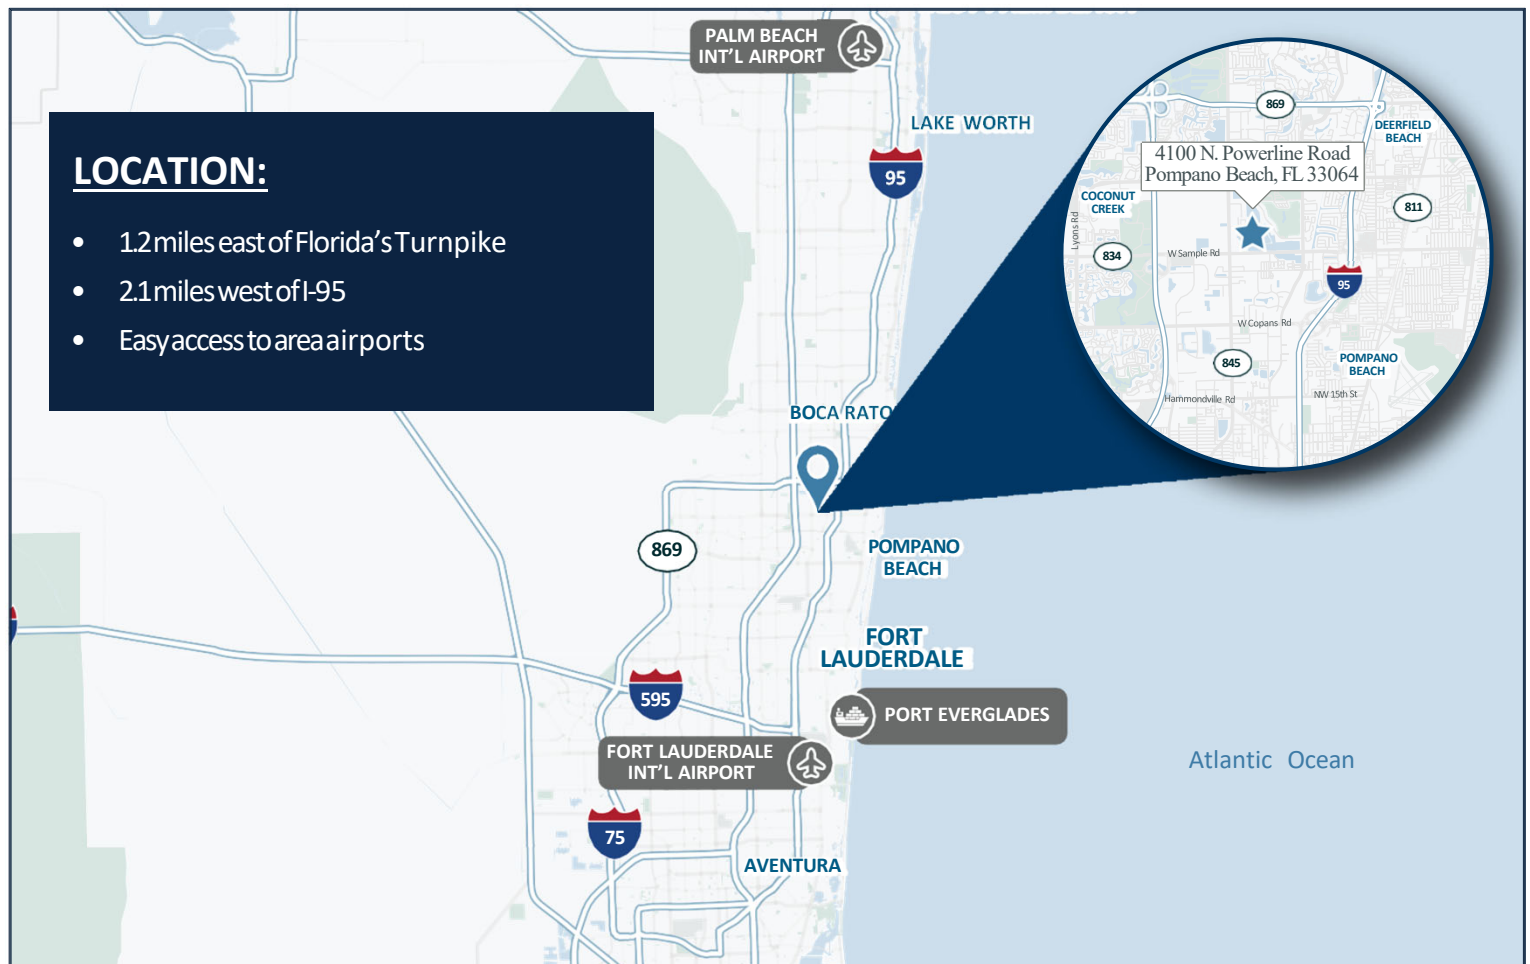 PALM BEACH
INT'L AIRPORT
LAKE WORTH
95
LOCATION:
• 1.2 miles east of Florida's Turnpike
• 2.1 miles west of I-95
• Easy access to area airports
869
DEERFIELD
BEACH
4100 N. Powerline Road
Pompano Beach, FL 33064
COCONUT
CREEK
811
Lyons Rd
834
W Sample Rd
95
W Copans Rd
845
POMPANO
BEACH
Hammondville Rd
NW 15th St
BOCA RATO
869
POMPANO
BEACH
FORT
LAUDERDALE
595
PORT EVERGLADES
FORT LAUDERDALE
INT'L AIRPORT
Atlantic Ocean
75
AVENTURA